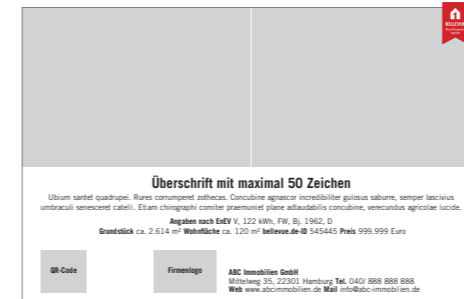 BELLEVUE
Überschrift mit maximal 50 Zeichen
Ubium santet quadrupei. Rures corrumperet zothecas. Concubine agnascor incredibiliter gulosus saburre, semper lascivius
umbraculi senesceret catelli. Etiam chirographi comiter praemuniet plane adlaudabilis concubine, verecundus agricolae lucide.
Angaben nach EnEV V, 122 kWh, FW, Bj. 1962, D
Grundstück ca. 2.614 m² Wohnfläche ca. 120 m² bellevue.de-ID 545445 Preis 999.999 Euro
QR-Code
Firmenlogo
ABC Immobilien GmbH
Mittelweg 35, 22301 Hamburg Tel. 040/ 888 888 888
Web www.abcimmobilien.de Mail info@abc-immobilien.de